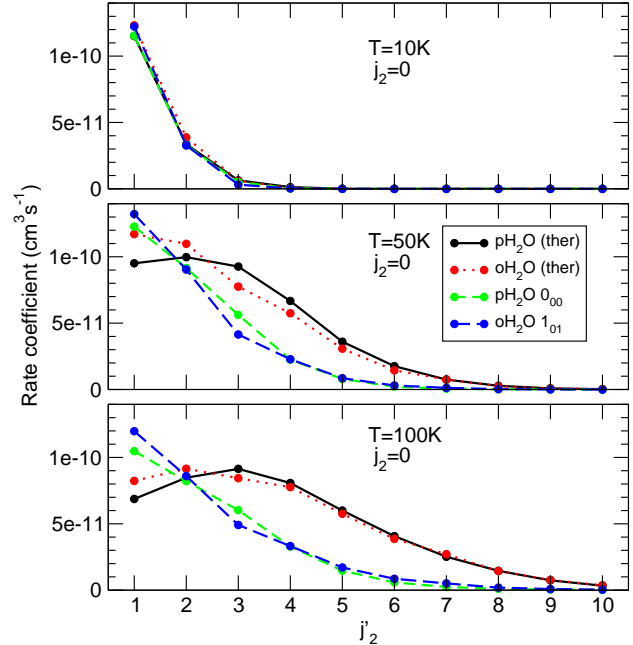 1e-10
5e-11
0
T=10K
j₂=0
1e-10
5e-11
0
T=50K
j₂=0
pH₂O (ther)
oH₂O (ther)
pH₂O 0₀₀
oH₂O 1₀₁
Rate coefficient (cm³s⁻¹)
1e-10
5e-11
0
T=100K
j₂=0
1 2 3 4 5 6 7 8 9 10
j'₂